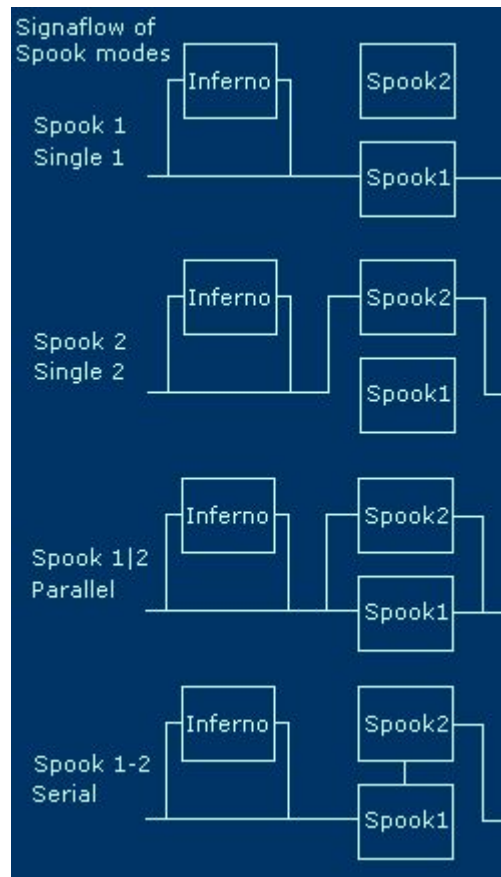 Signaflow of
Spook modes
Inferno
Spook2
Spook 1
Single 1
Spook1
Inferno
Spook2
Spook 2
Single 2
Spook1
Inferno
Spook2
Spook 1|2
Parallel
Spook1
Inferno
Spook2
Spook 1-2
Serial
Spook1